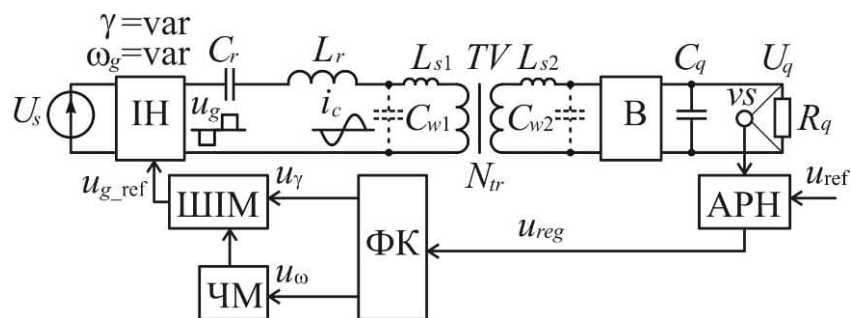 γ=var
ω_g=var
C_r
L_r
L_s1
TV
L_s2
C_q
U_q
U_s
ІН
u_g
i_c
C_w1
C_w2
В
vs
R_q
N_tr
u_g_ref
ШІМ
u_γ
ФК
u_reg
АРН
u_ref
ЧМ
u_ω